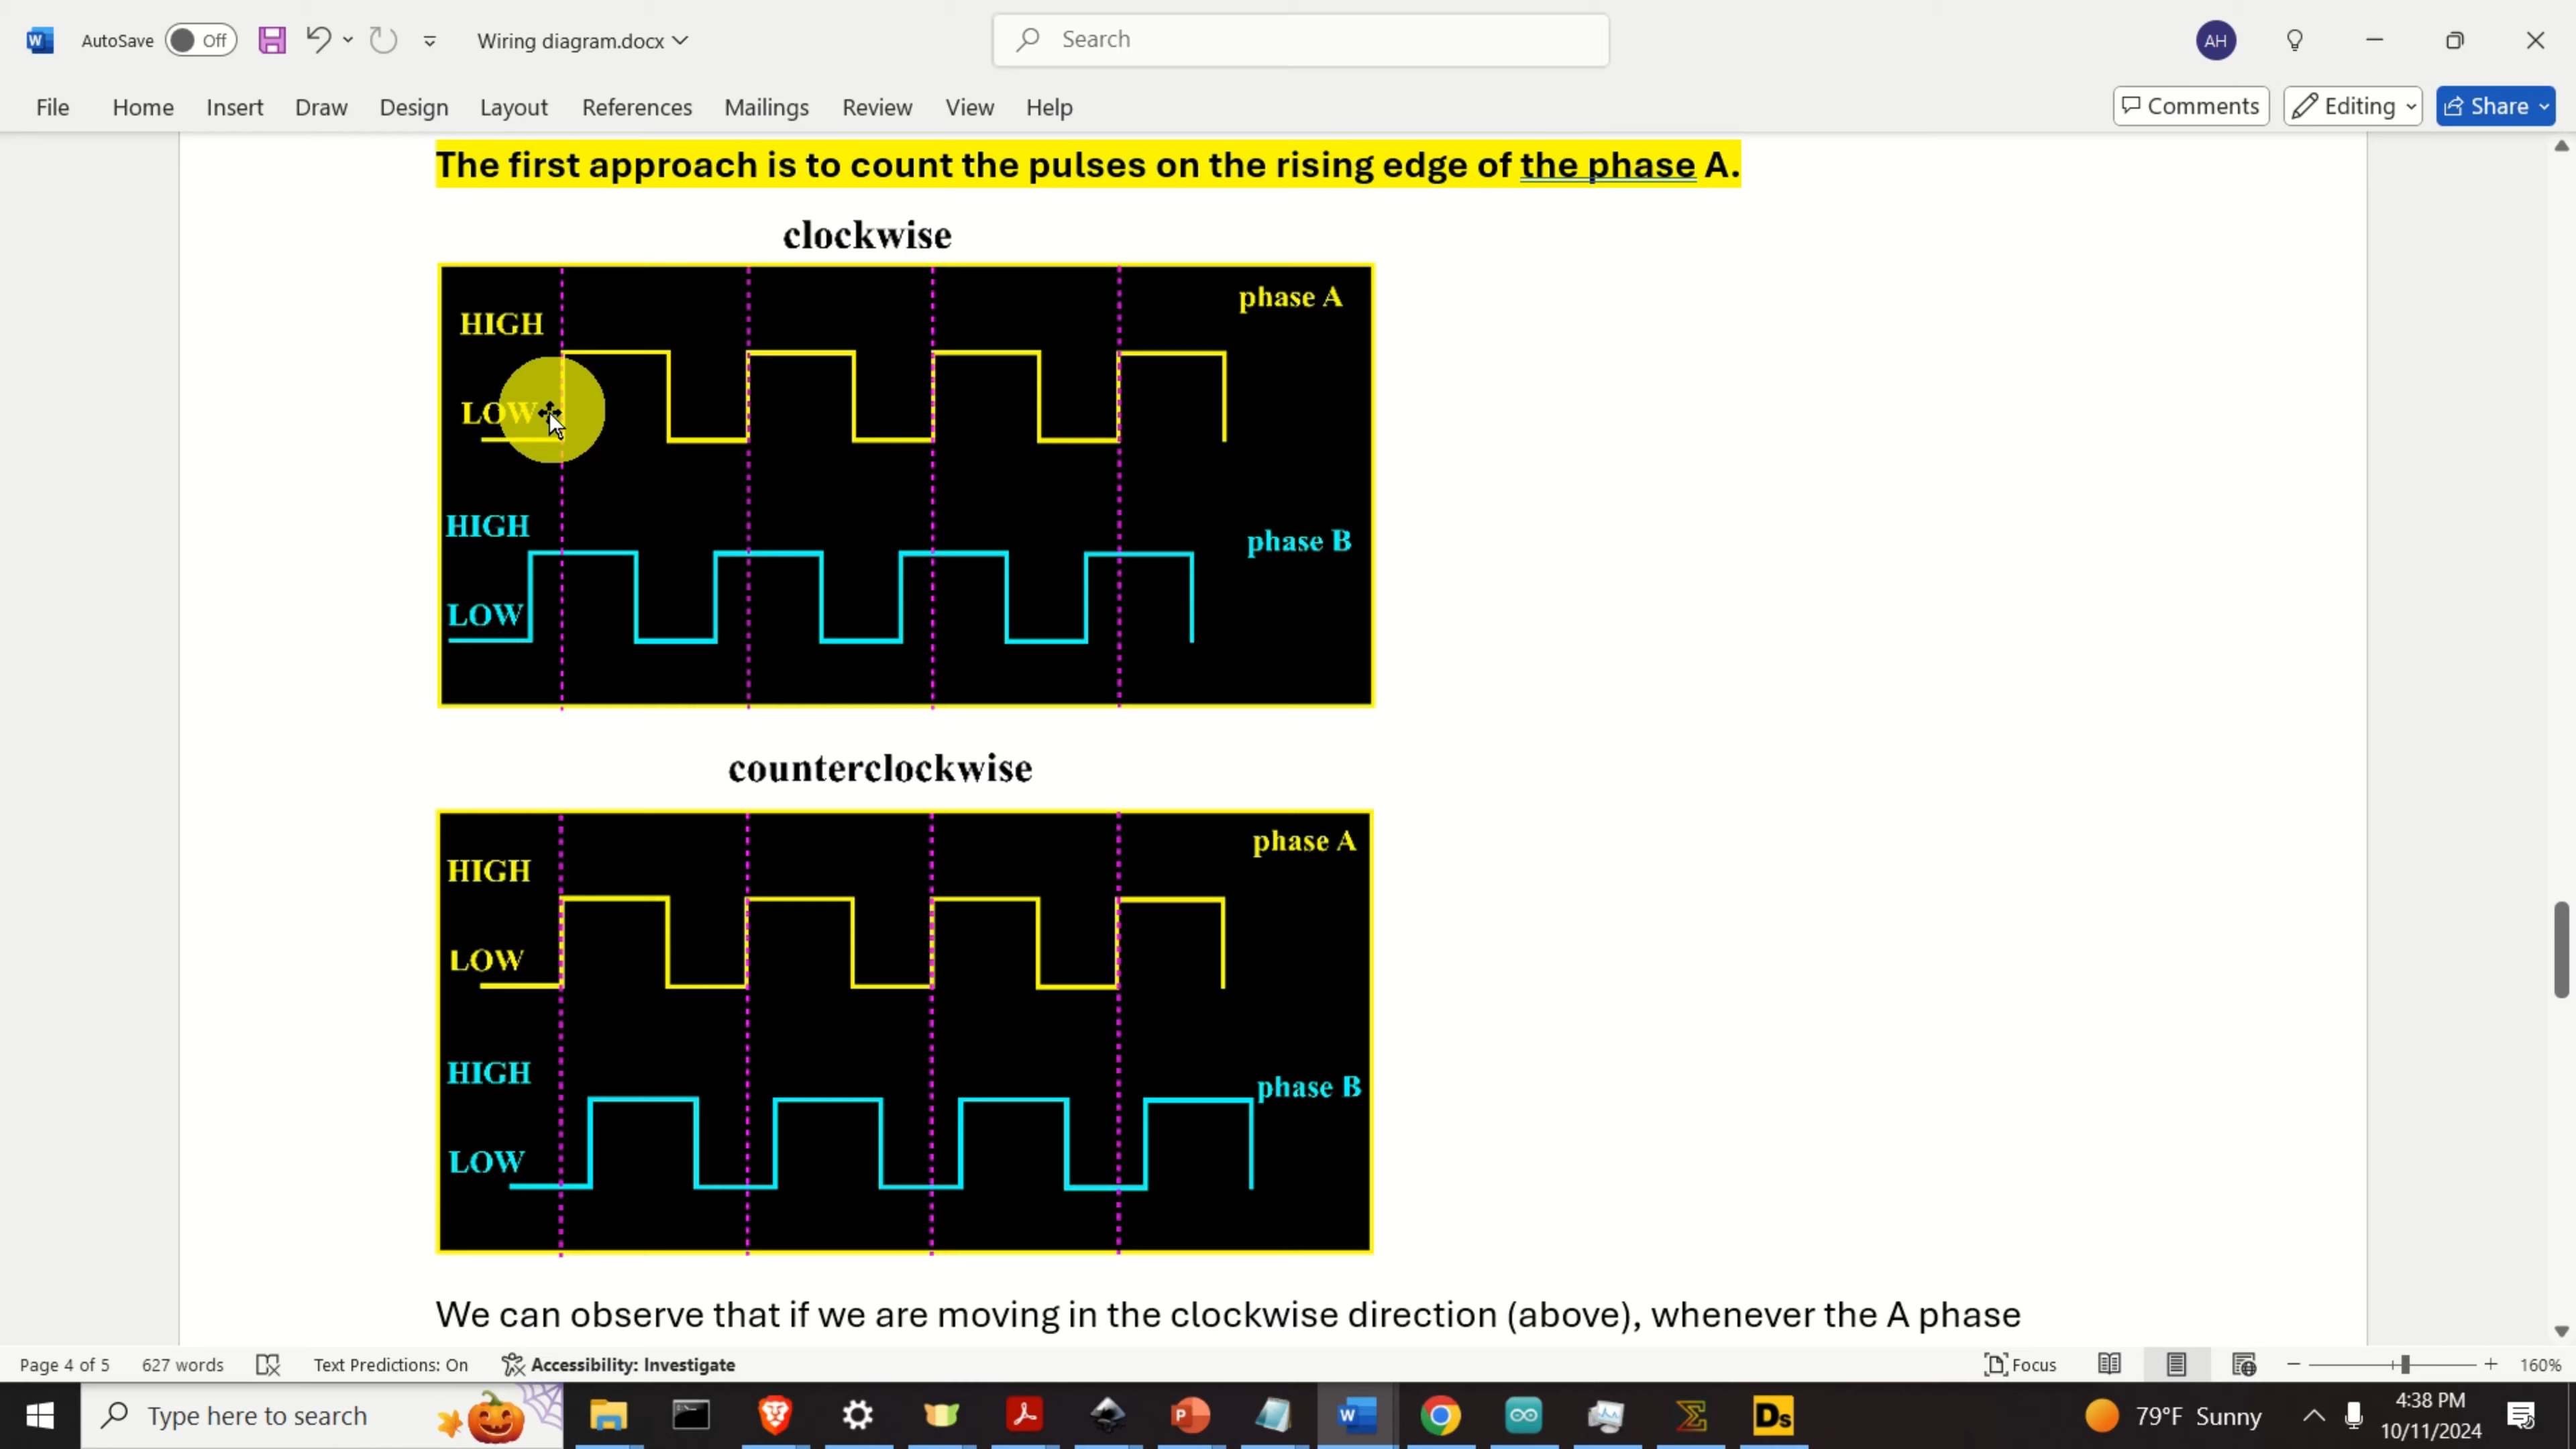 AutoSave Off Wiring diagram.docx Search AH
File Home Insert Draw Design Layout References Mailings Review View Help Comments Editing Share
The first approach is to count the pulses on the rising edge of the phase A.
clockwise
phase A
HIGH
LOW
HIGH
phase B
LOW
counterclockwise
phase A
HIGH
LOW
HIGH
phase B
LOW
We can observe that if we are moving in the clockwise direction (above), whenever the A phase
Page 4 of 5 627 words Text Predictions: On Accessibility: Investigate Focus 160%
Type here to search 79°F Sunny 4:38 PM
10/11/2024